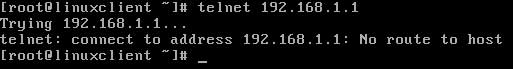 [root@linuxclient ~]# telnet 192.168.1.1
Trying 192.168.1.1...
telnet: connect to address 192.168.1.1: No route to host
[root@linuxclient ~]# _